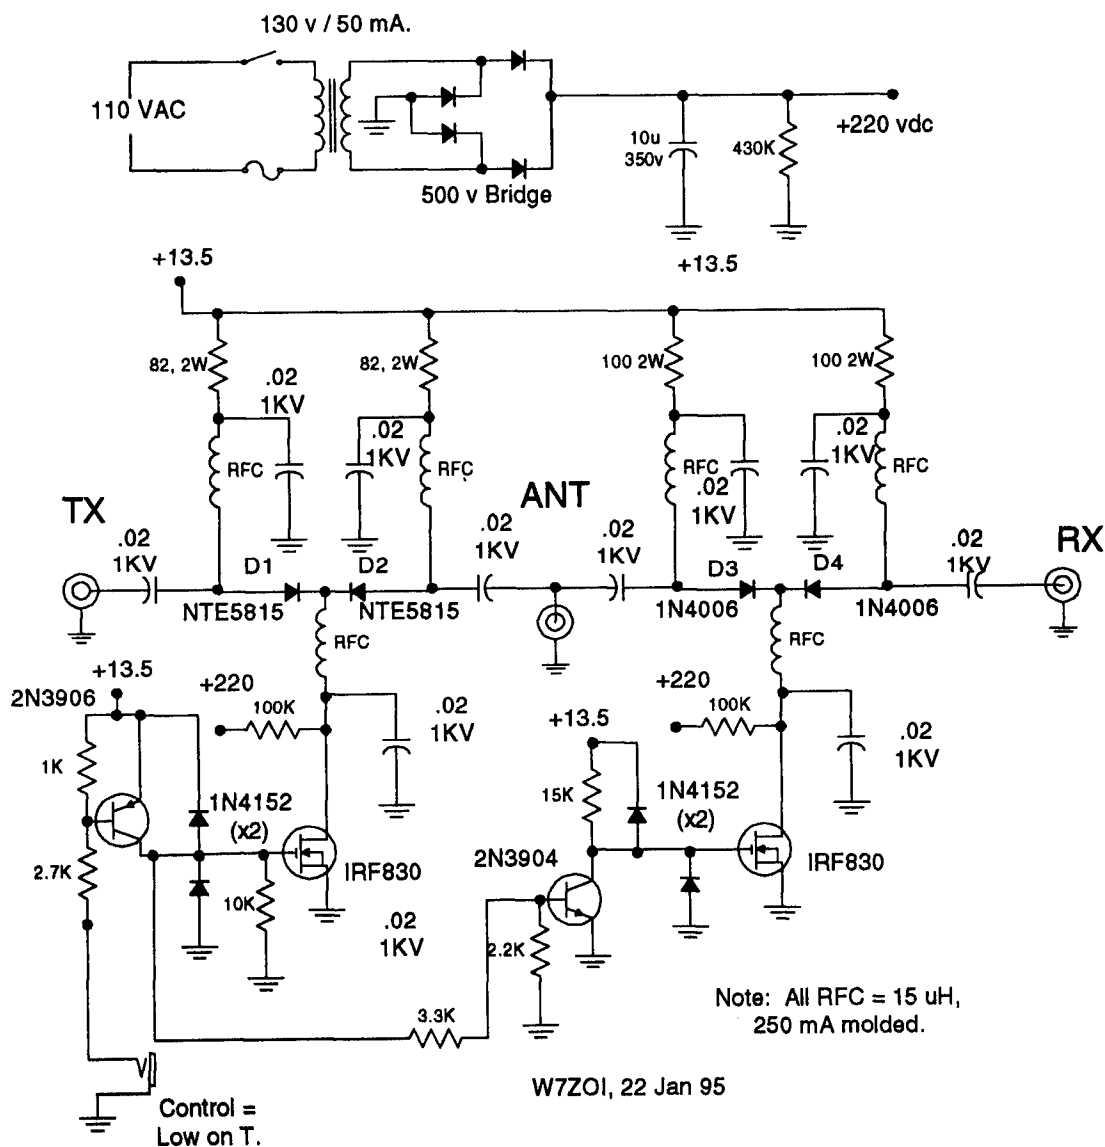 130 v / 50 mA.
110 VAC
+220 vdc
10u
350v
430K
500 v Bridge
+13.5
+13.5
82, 2W
82, 2W
100 2W
100 2W
.02
1KV
.02
1KV
.02
1KV
.02
1KV
RFC
RFC
RFC
RFC
TX
ANT
RX
.02
1KV
.02
1KV
.02
1KV
.02
1KV
D1
D2
D3
D4
NTE5815
NTE5815
1N4006
1N4006
RFC
RFC
+13.5
2N3906
+220
100K
.02
1KV
+220
100K
.02
1KV
+13.5
1K
15K
1N4152
(x2)
1N4152
(x2)
2.7K
IRF830
2N3904
IRF830
10K
.02
1KV
2.2K
3.3K
Note: All RFC = 15 uH,
250 mA molded.
W7ZOI, 22 Jan 95
Control =
Low on T.